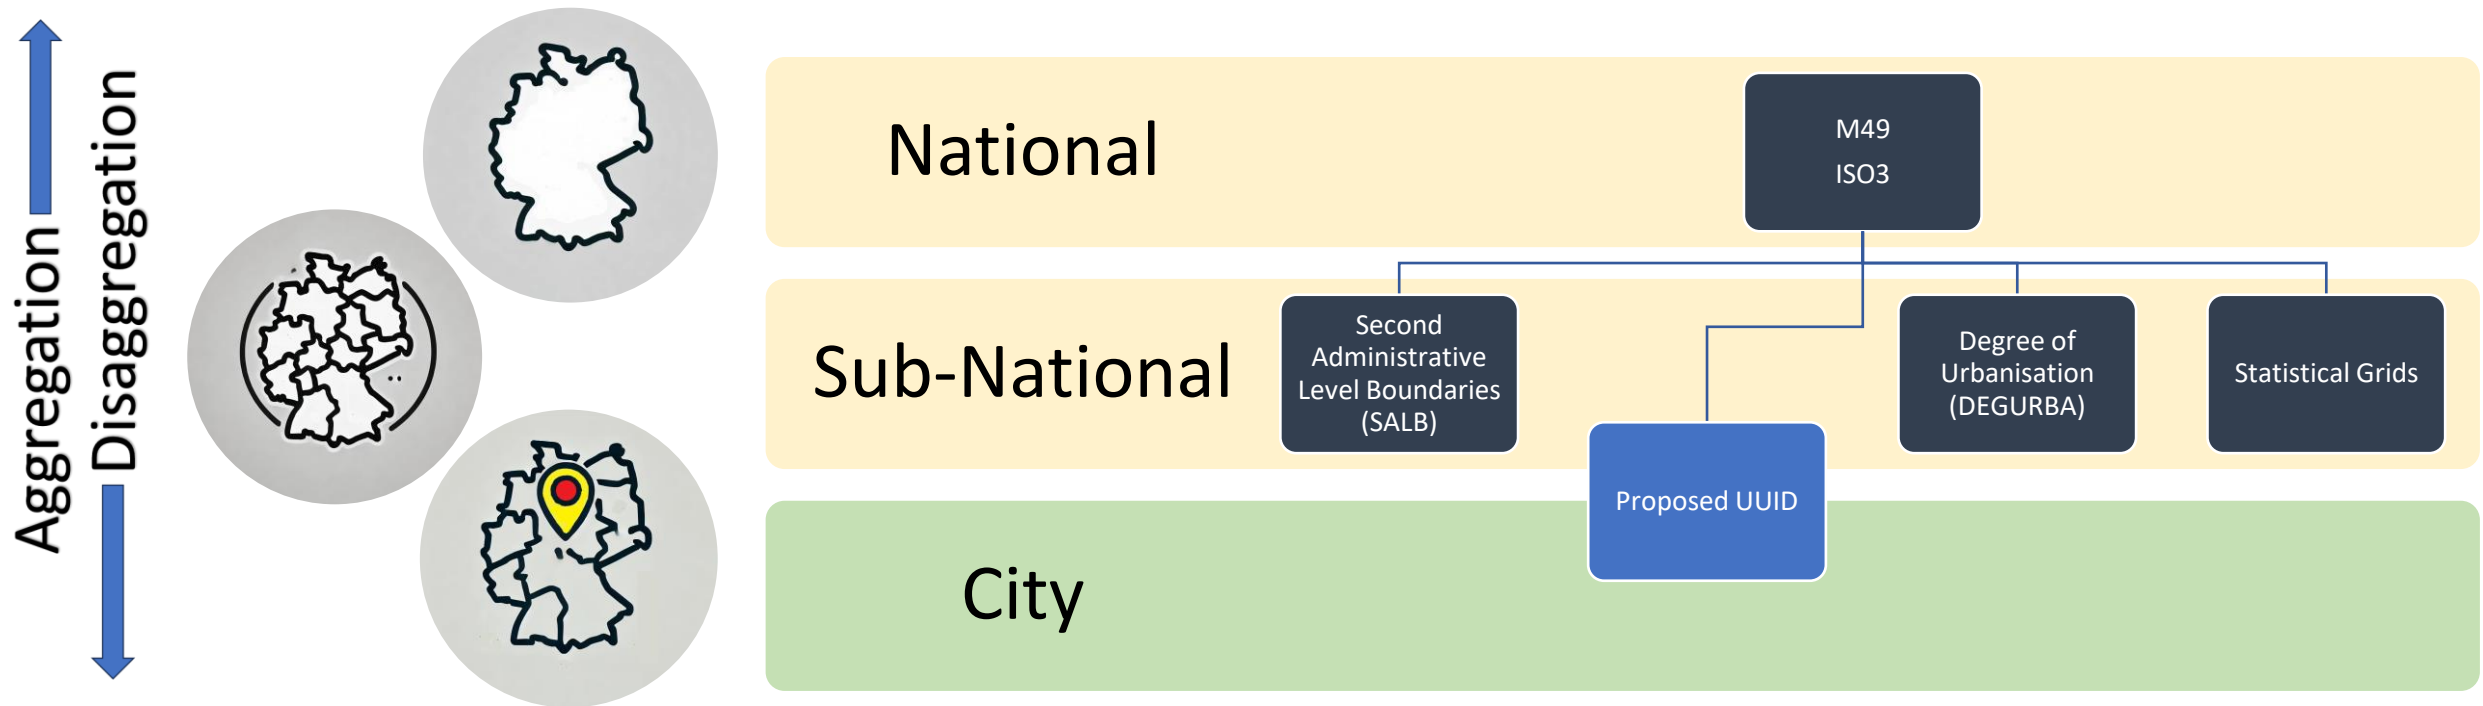 Aggregation
Disaggregation
National
M49
ISO3
Sub-National
Second
Administrative
Level Boundaries
(SALB)
Proposed UUID
Degree of
Urbanisation
(DEGURBA)
Statistical Grids
City